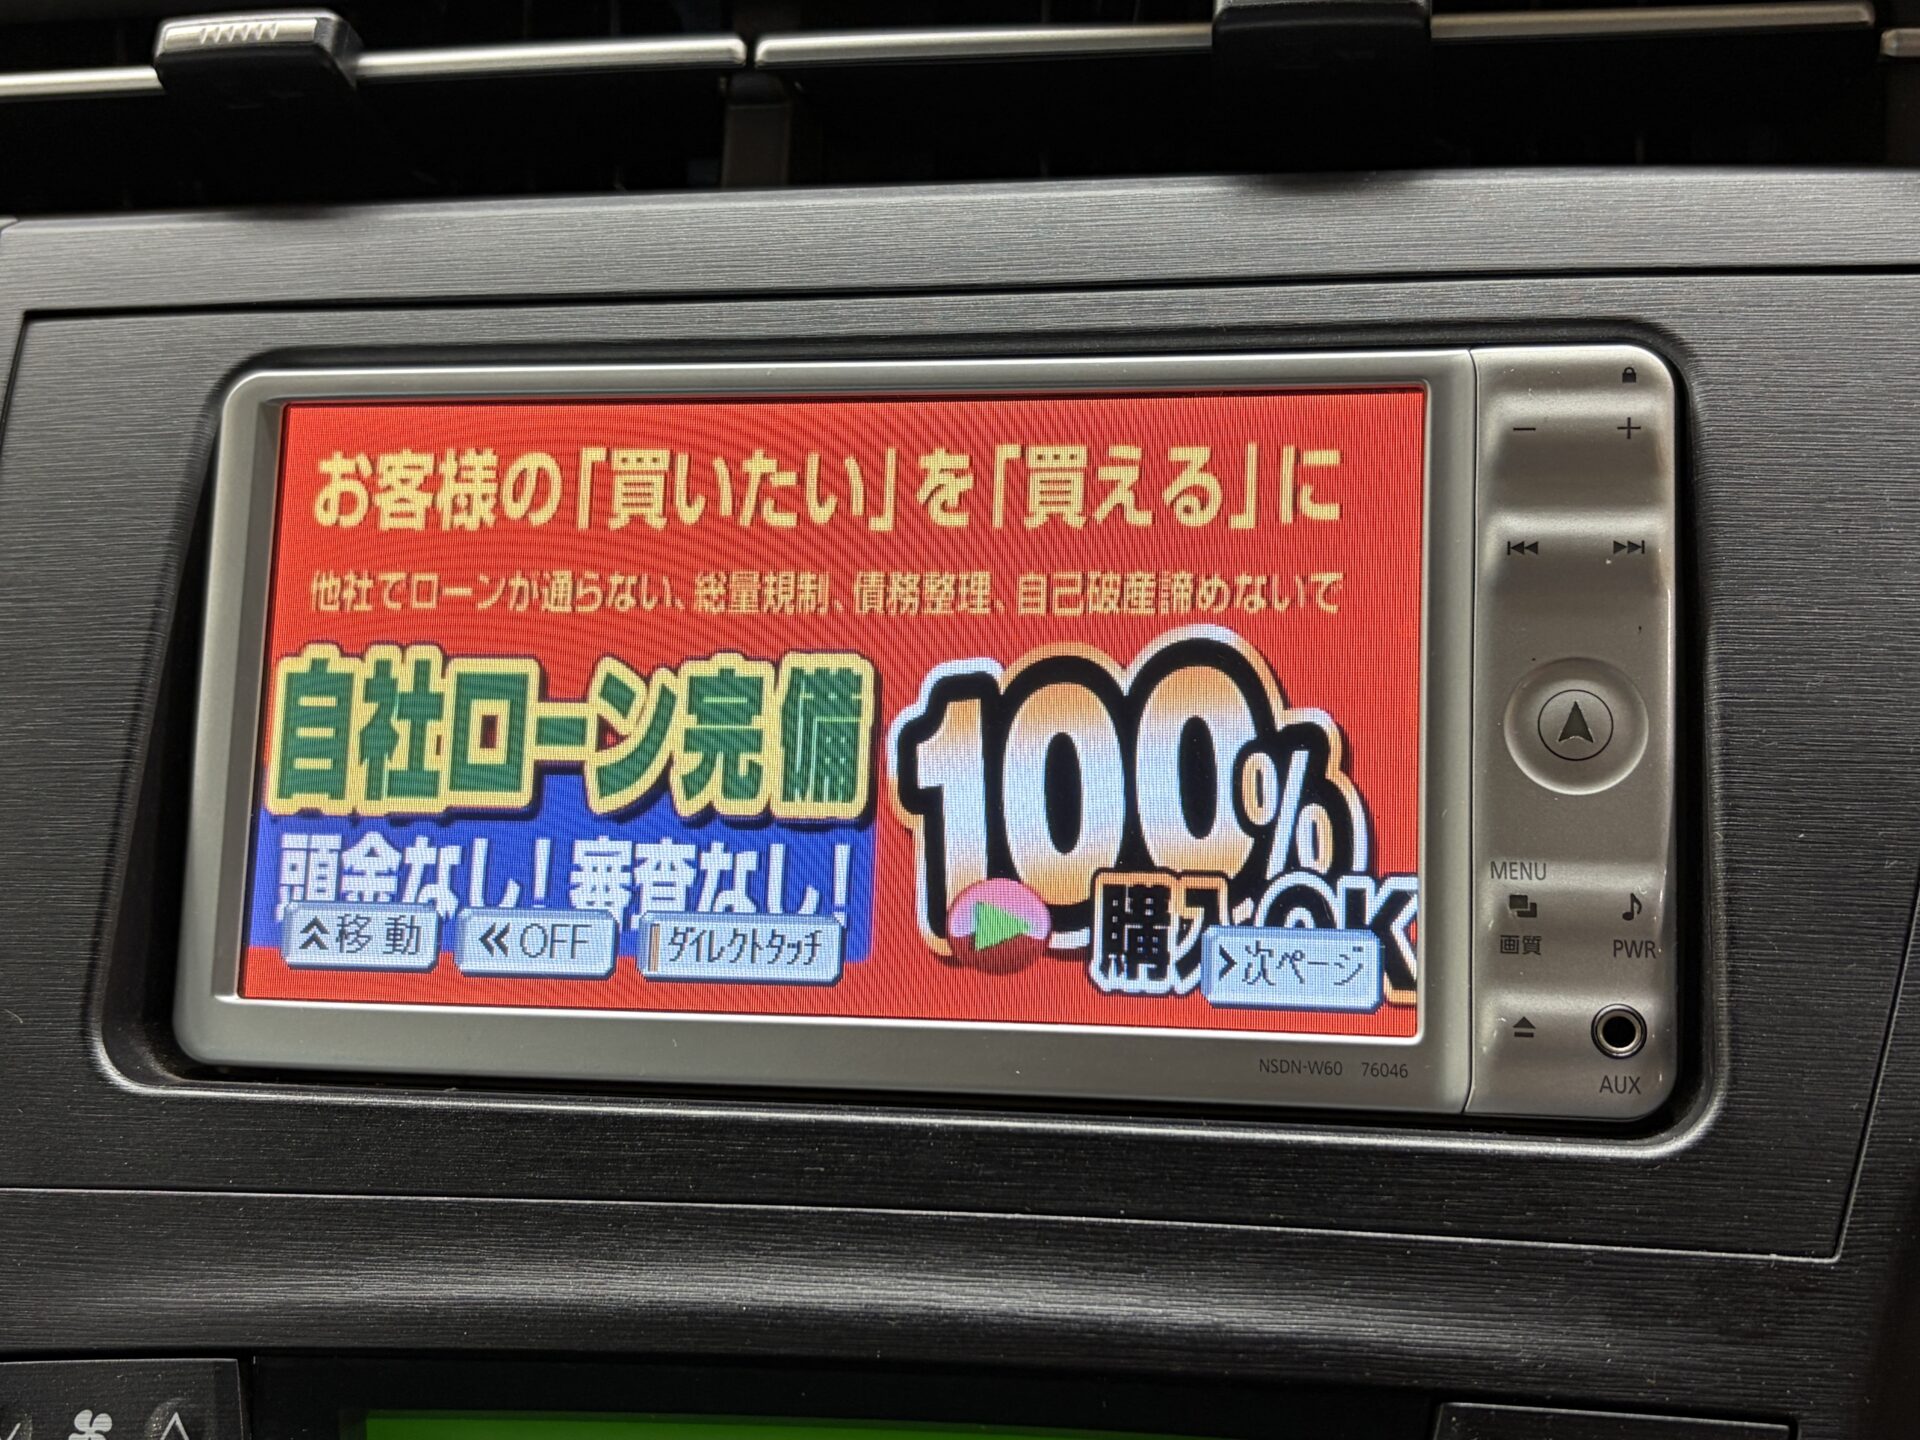 お客様の「買いたい」を「買える」に
他社でローンが通らない、総量規制、債務整理、自己破産諦めないで
自社ローン完備
100%
頭金なし！審査なし！
購入OK
移動
OFF
ダイレクトタッチ
次ページ
MENU
画質
PWR
AUX
NSDN-W60 76046